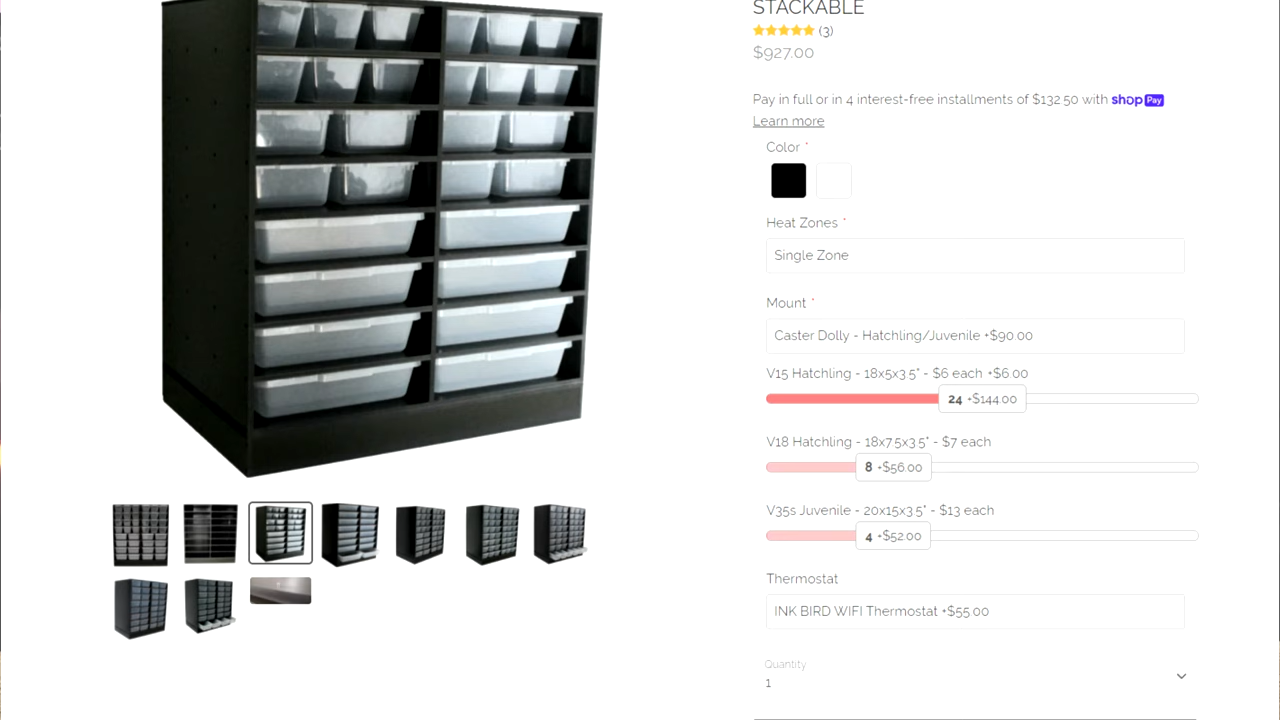 STACKABLE
(3)
$927.00
Pay in full or in 4 interest-free installments of $132.50 with shop Pay
Learn more
Color *
Heat Zones *
Single Zone
Mount *
Caster Dolly - Hatchling/Juvenile +$90.00
V15 Hatchling - 18x5x3.5" - $6 each +$6.00
24 +$144.00
V18 Hatchling - 18x7.5x3.5" - $7 each
8 +$56.00
V35s Juvenile - 20x15x3.5" - $13 each
4 +$52.00
Thermostat
INK BIRD WIFI Thermostat +$55.00
Quantity
1